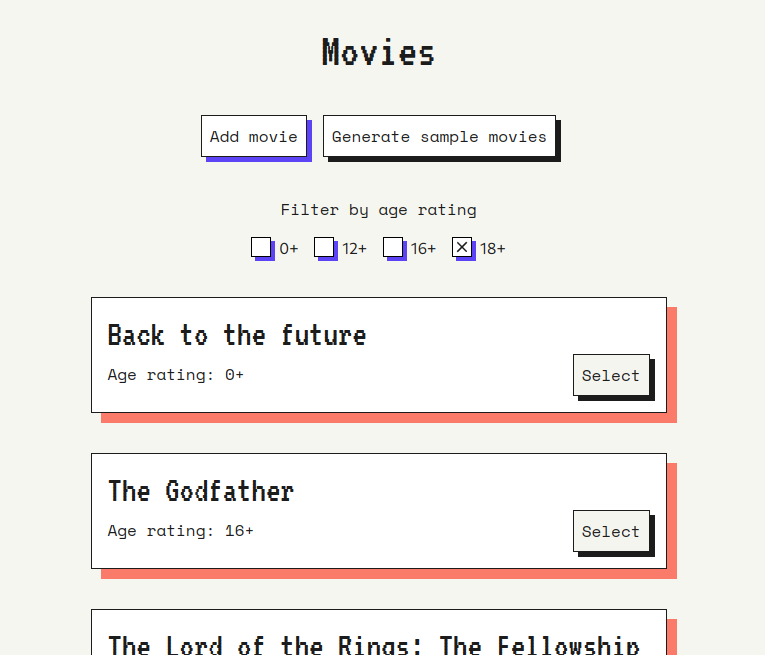 Movies
Add movie Generate sample movies
Filter by age rating
0+ 12+ 16+ 18+
Back to the future
Age rating: 0+
Select
The Godfather
Age rating: 16+
Select
The Lord of the Rings: The Fellowship